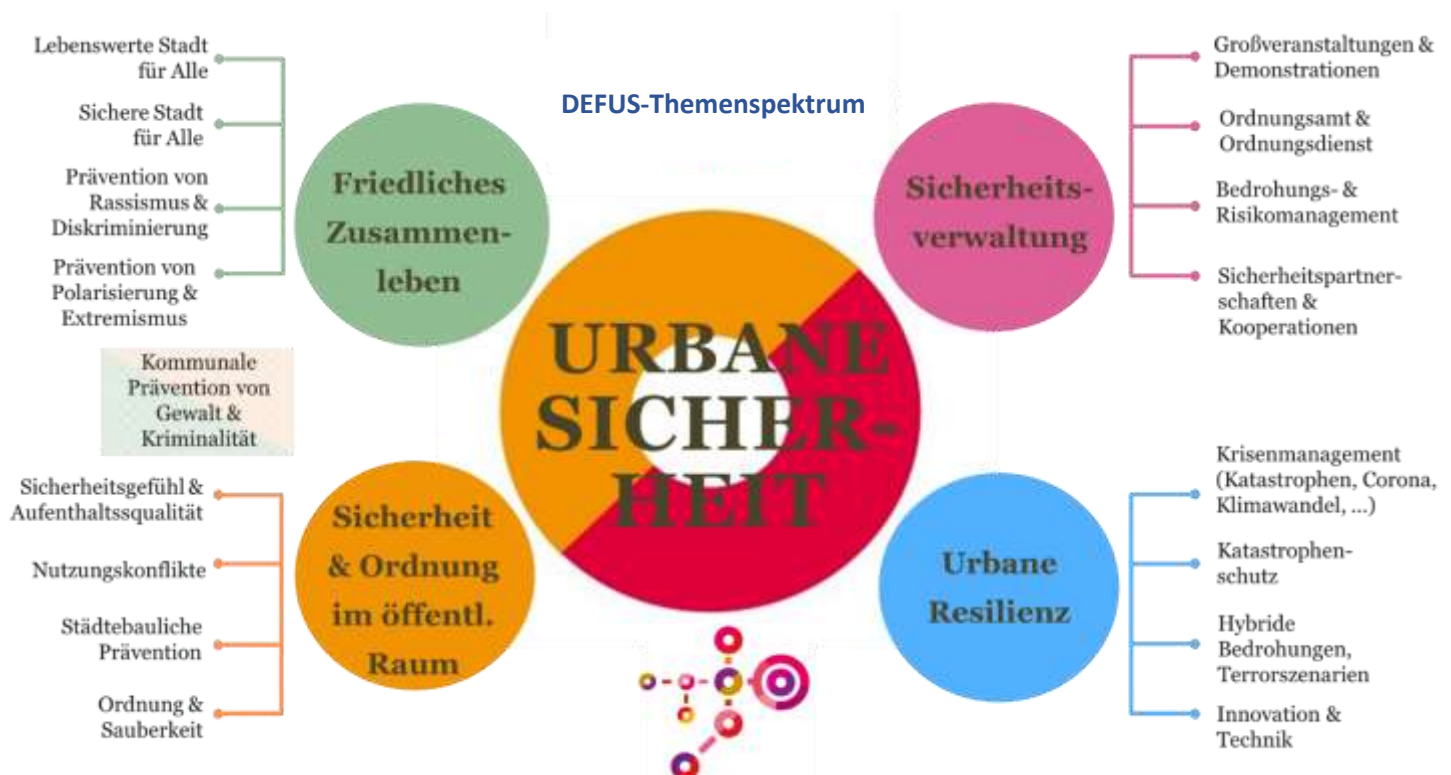 DEFUS-Themenspektrum
Lebenswerte Stadt
für Alle
Sichere Stadt
für Alle
Prävention von
Rassismus &
Diskriminierung
Prävention von
Polarisierung &
Extremismus
Friedliches
Zusammen-
leben
Kommunale
Prävention von
Gewalt &
Kriminalität
Sicherheitsgefühl &
Aufenthaltssqualität
Nutzungskonflikte
Städtebauliche
Prävention
Ordnung &
Sauberkeit
Sicherheit
& Ordnung
im öffentl.
Raum
URBANE
SICHER-
HEIT
Sicherheits-
verwaltung
Großveranstaltungen &
Demonstrationen
Ordnungsamt &
Ordnungsdienst
Bedrohungs- &
Risikomanagement
Sicherheitspartner-
schaften &
Kooperationen
Urbane
Resilienz
Krisenmanagement
(Katastrophen, Corona,
Klimawandel, ...)
Katastrophen-
schutz
Hybride
Bedrohungen,
Terrorszenarien
Innovation &
Technik